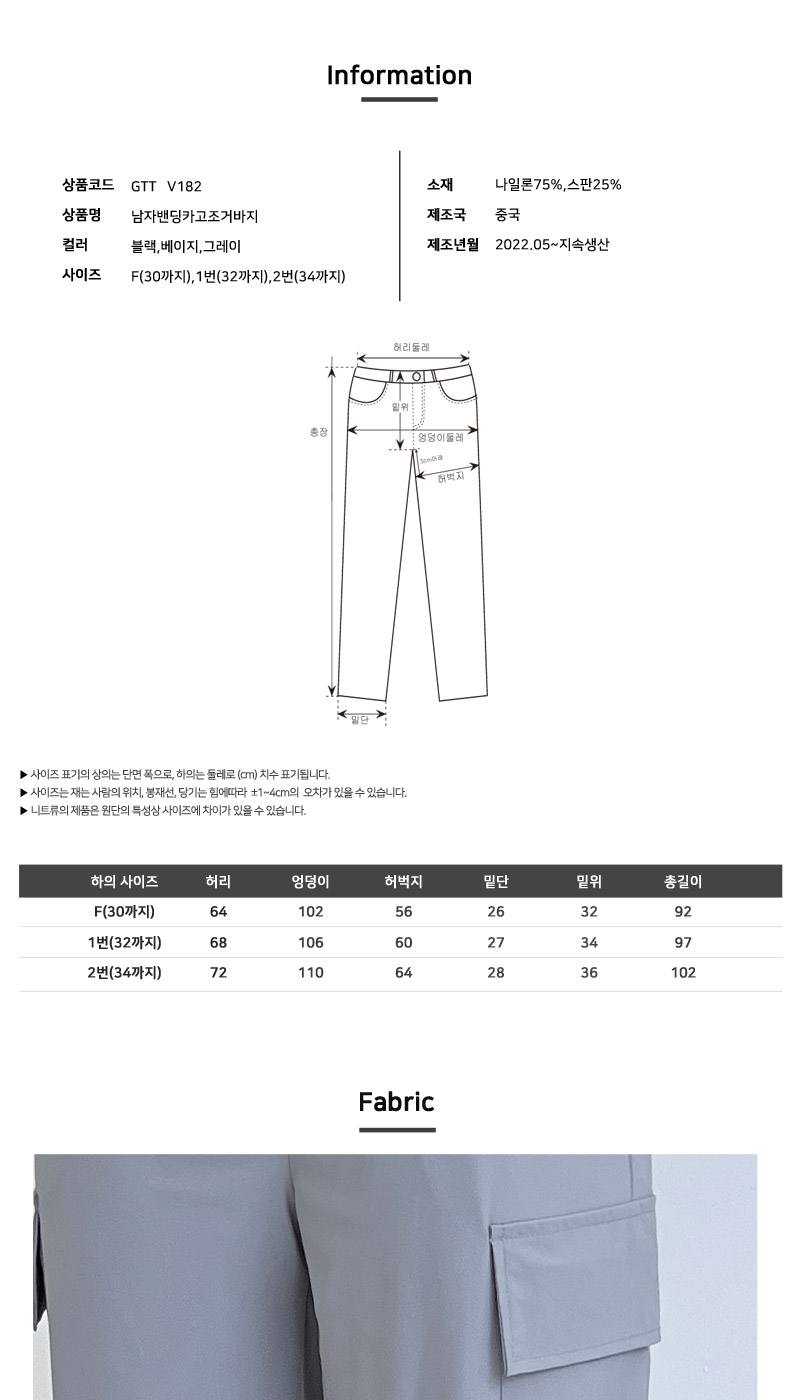 Information
상품코드 GTT V182
상품명 남자밴딩카고조거바지
컬러 블랙,베이지,그레이
사이즈 F(30까지),1번(32까지),2번(34까지)
소재 나일론75%,스판25%
제조국 중국
제조년월 2022.05~지속생산
허리둘레
밑위
총장
엉덩이둘레
5cm아래
허벅지
밑단
▶ 사이즈 표기의 상의는 단면 폭으로, 하의는 둘레로 (cm) 치수 표기됩니다.
▶ 사이즈는 재는 사람의 위치, 봉재선, 당기는 힘에따라 ±1~4cm의 오차가 있을 수 있습니다.
▶ 니트류의 제품은 원단의 특성상 사이즈에 차이가 있을 수 있습니다.
하의 사이즈 허리 엉덩이 허벅지 밑단 밑위 총길이
F(30까지) 64 102 56 26 32 92
1번(32까지) 68 106 60 27 34 97
2번(34까지) 72 110 64 28 36 102
Fabric